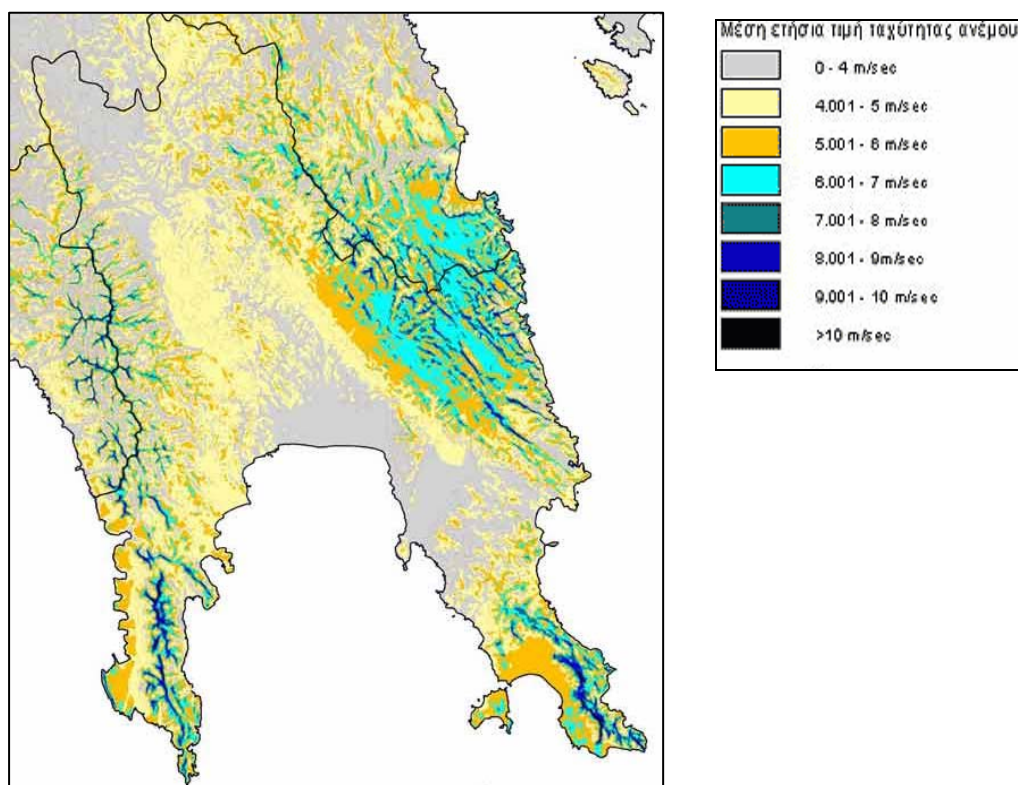 Μέση ετήσια τιμή ταχύτητας ανέμου
0 - 4 m/sec
4.001 - 5 m/sec
5.001 - 6 m/sec
6.001 - 7 m/sec
7.001 - 8 m/sec
8.001 - 9m/sec
9.001 - 10 m/sec
>10 m/sec